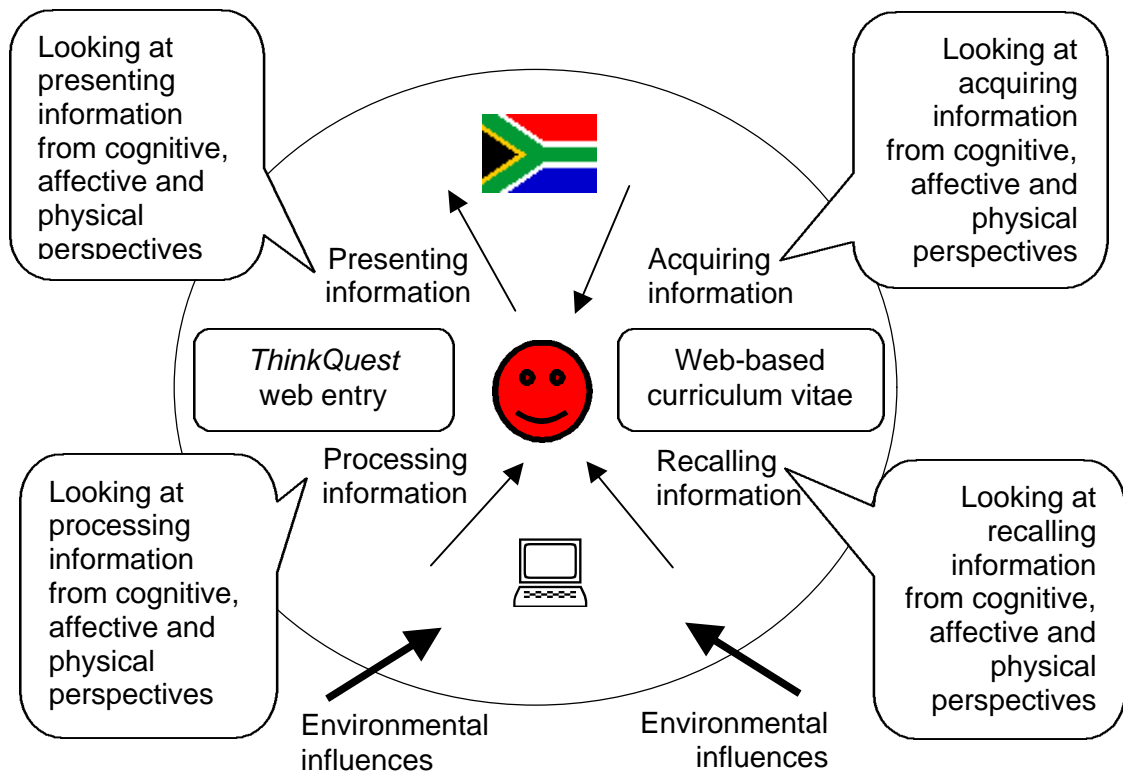 Looking at
presenting
information
from cognitive,
affective and
physical
perspectives
Looking at
acquiring
information
from cognitive,
affective and
physical
perspectives
Presenting
information
Acquiring
information
ThinkQuest
web entry
Web-based
curriculum vitae
Processing
information
Recalling
information
Looking at
processing
information
from cognitive,
affective and
physical
perspectives
Looking at
recalling
information
from cognitive,
affective and
physical
perspectives
Environmental
influences
Environmental
influences